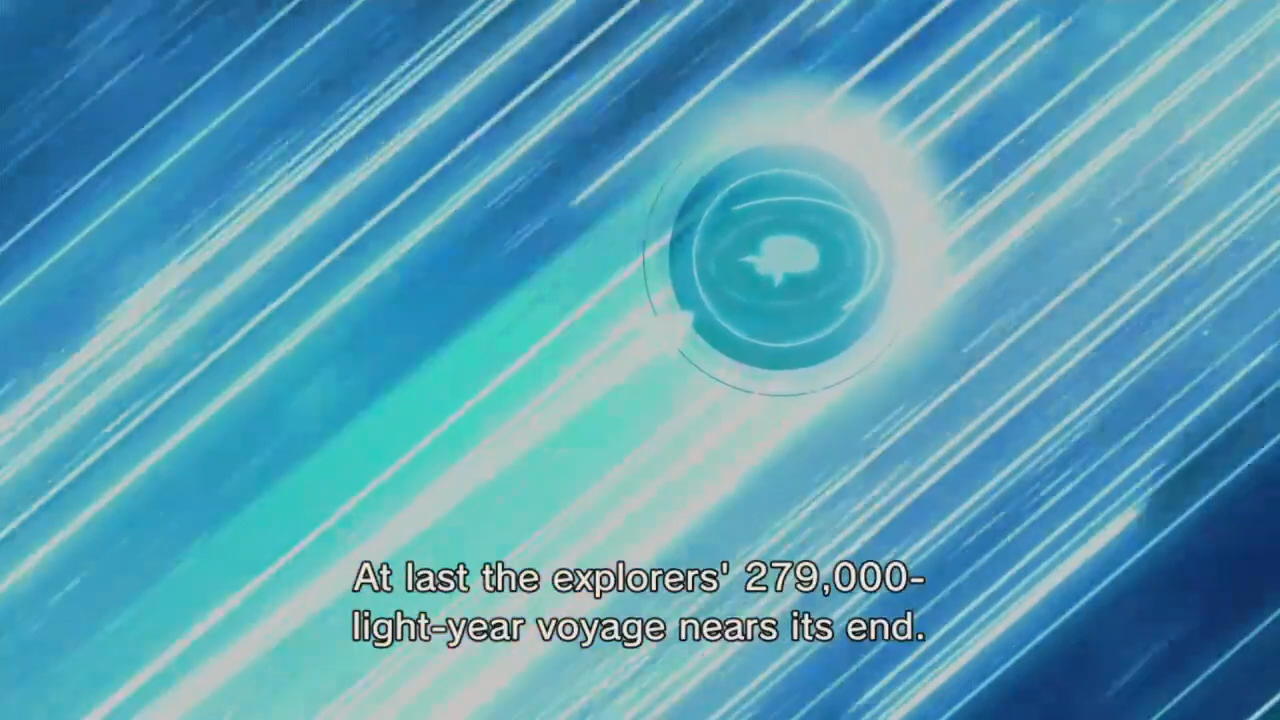 At last the explorers' 279,000-
light-year voyage nears its end.